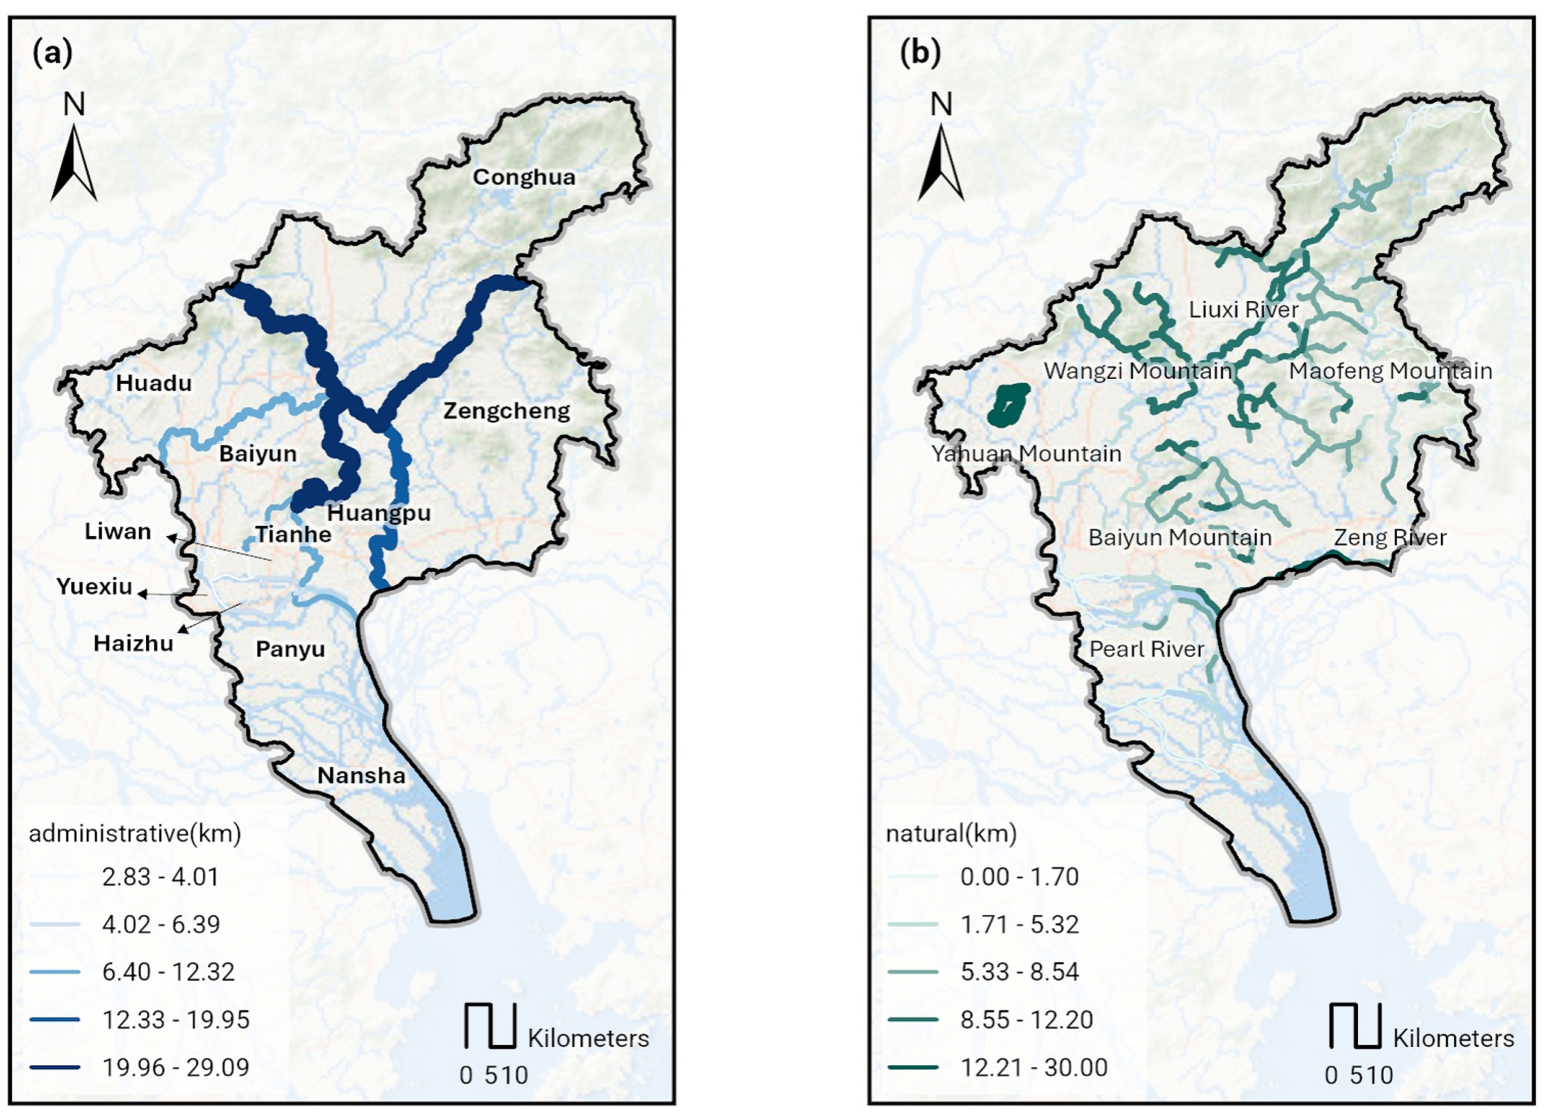 (a)
N
Conghua
Huadu
Zengcheng
Baiyun
Huangpu
Liwan
Tianhe
Yuexiu
Haizhu
Panyu
Nansha
administrative(km)
2.83 - 4.01
4.02 - 6.39
6.40 - 12.32
12.33 - 19.95
19.96 - 29.09
Kilometers
0 510
(b)
N
Liuxi River
Wangzi Mountain
Maofeng Mountain
Yahuan Mountain
Baiyun Mountain
Zeng River
Pearl River
natural(km)
0.00 - 1.70
1.71 - 5.32
5.33 - 8.54
8.55 - 12.20
12.21 - 30.00
Kilometers
0 510